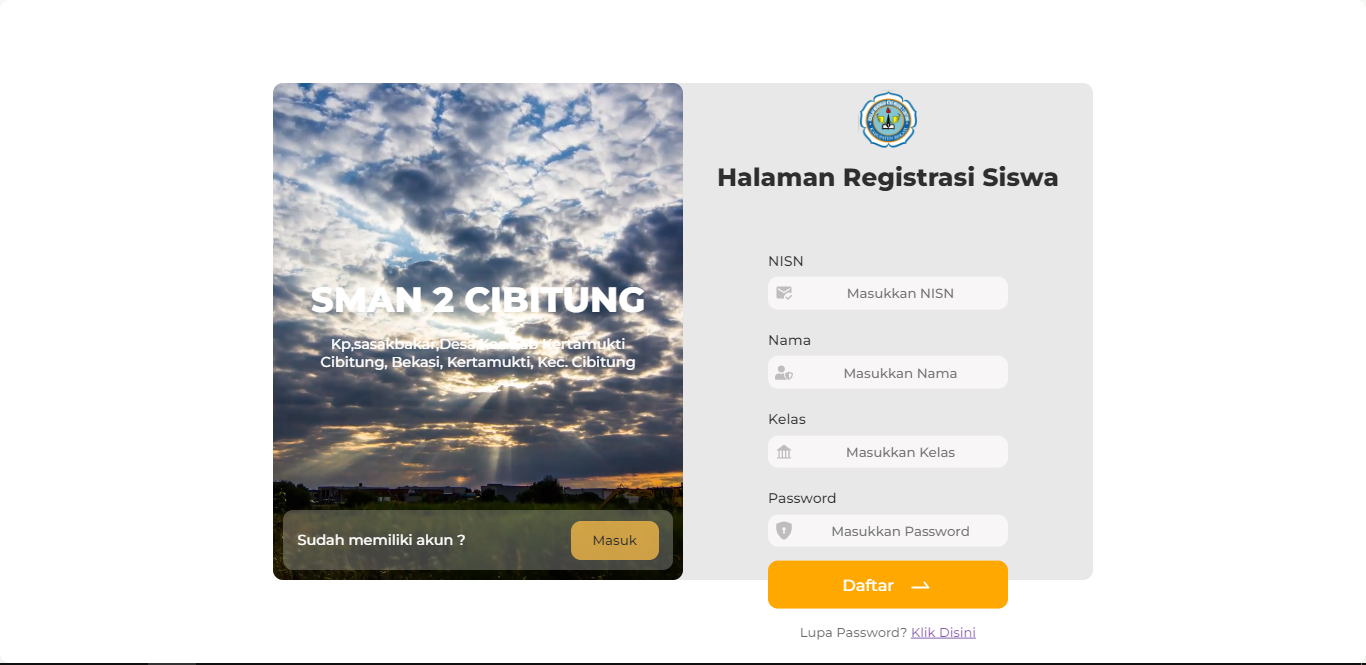 SMAN 2 CIBITUNG
Kp,sasakbakar,Desa Kertamukti
Cibitung, Bekasi, Kertamukti, Kec. Cibitung
Sudah memiliki akun ?
Masuk
Halaman Registrasi Siswa
NISN
Masukkan NISN
Nama
Masukkan Nama
Kelas
Masukkan Kelas
Password
Masukkan Password
Daftar
Lupa Password? Klik Disini